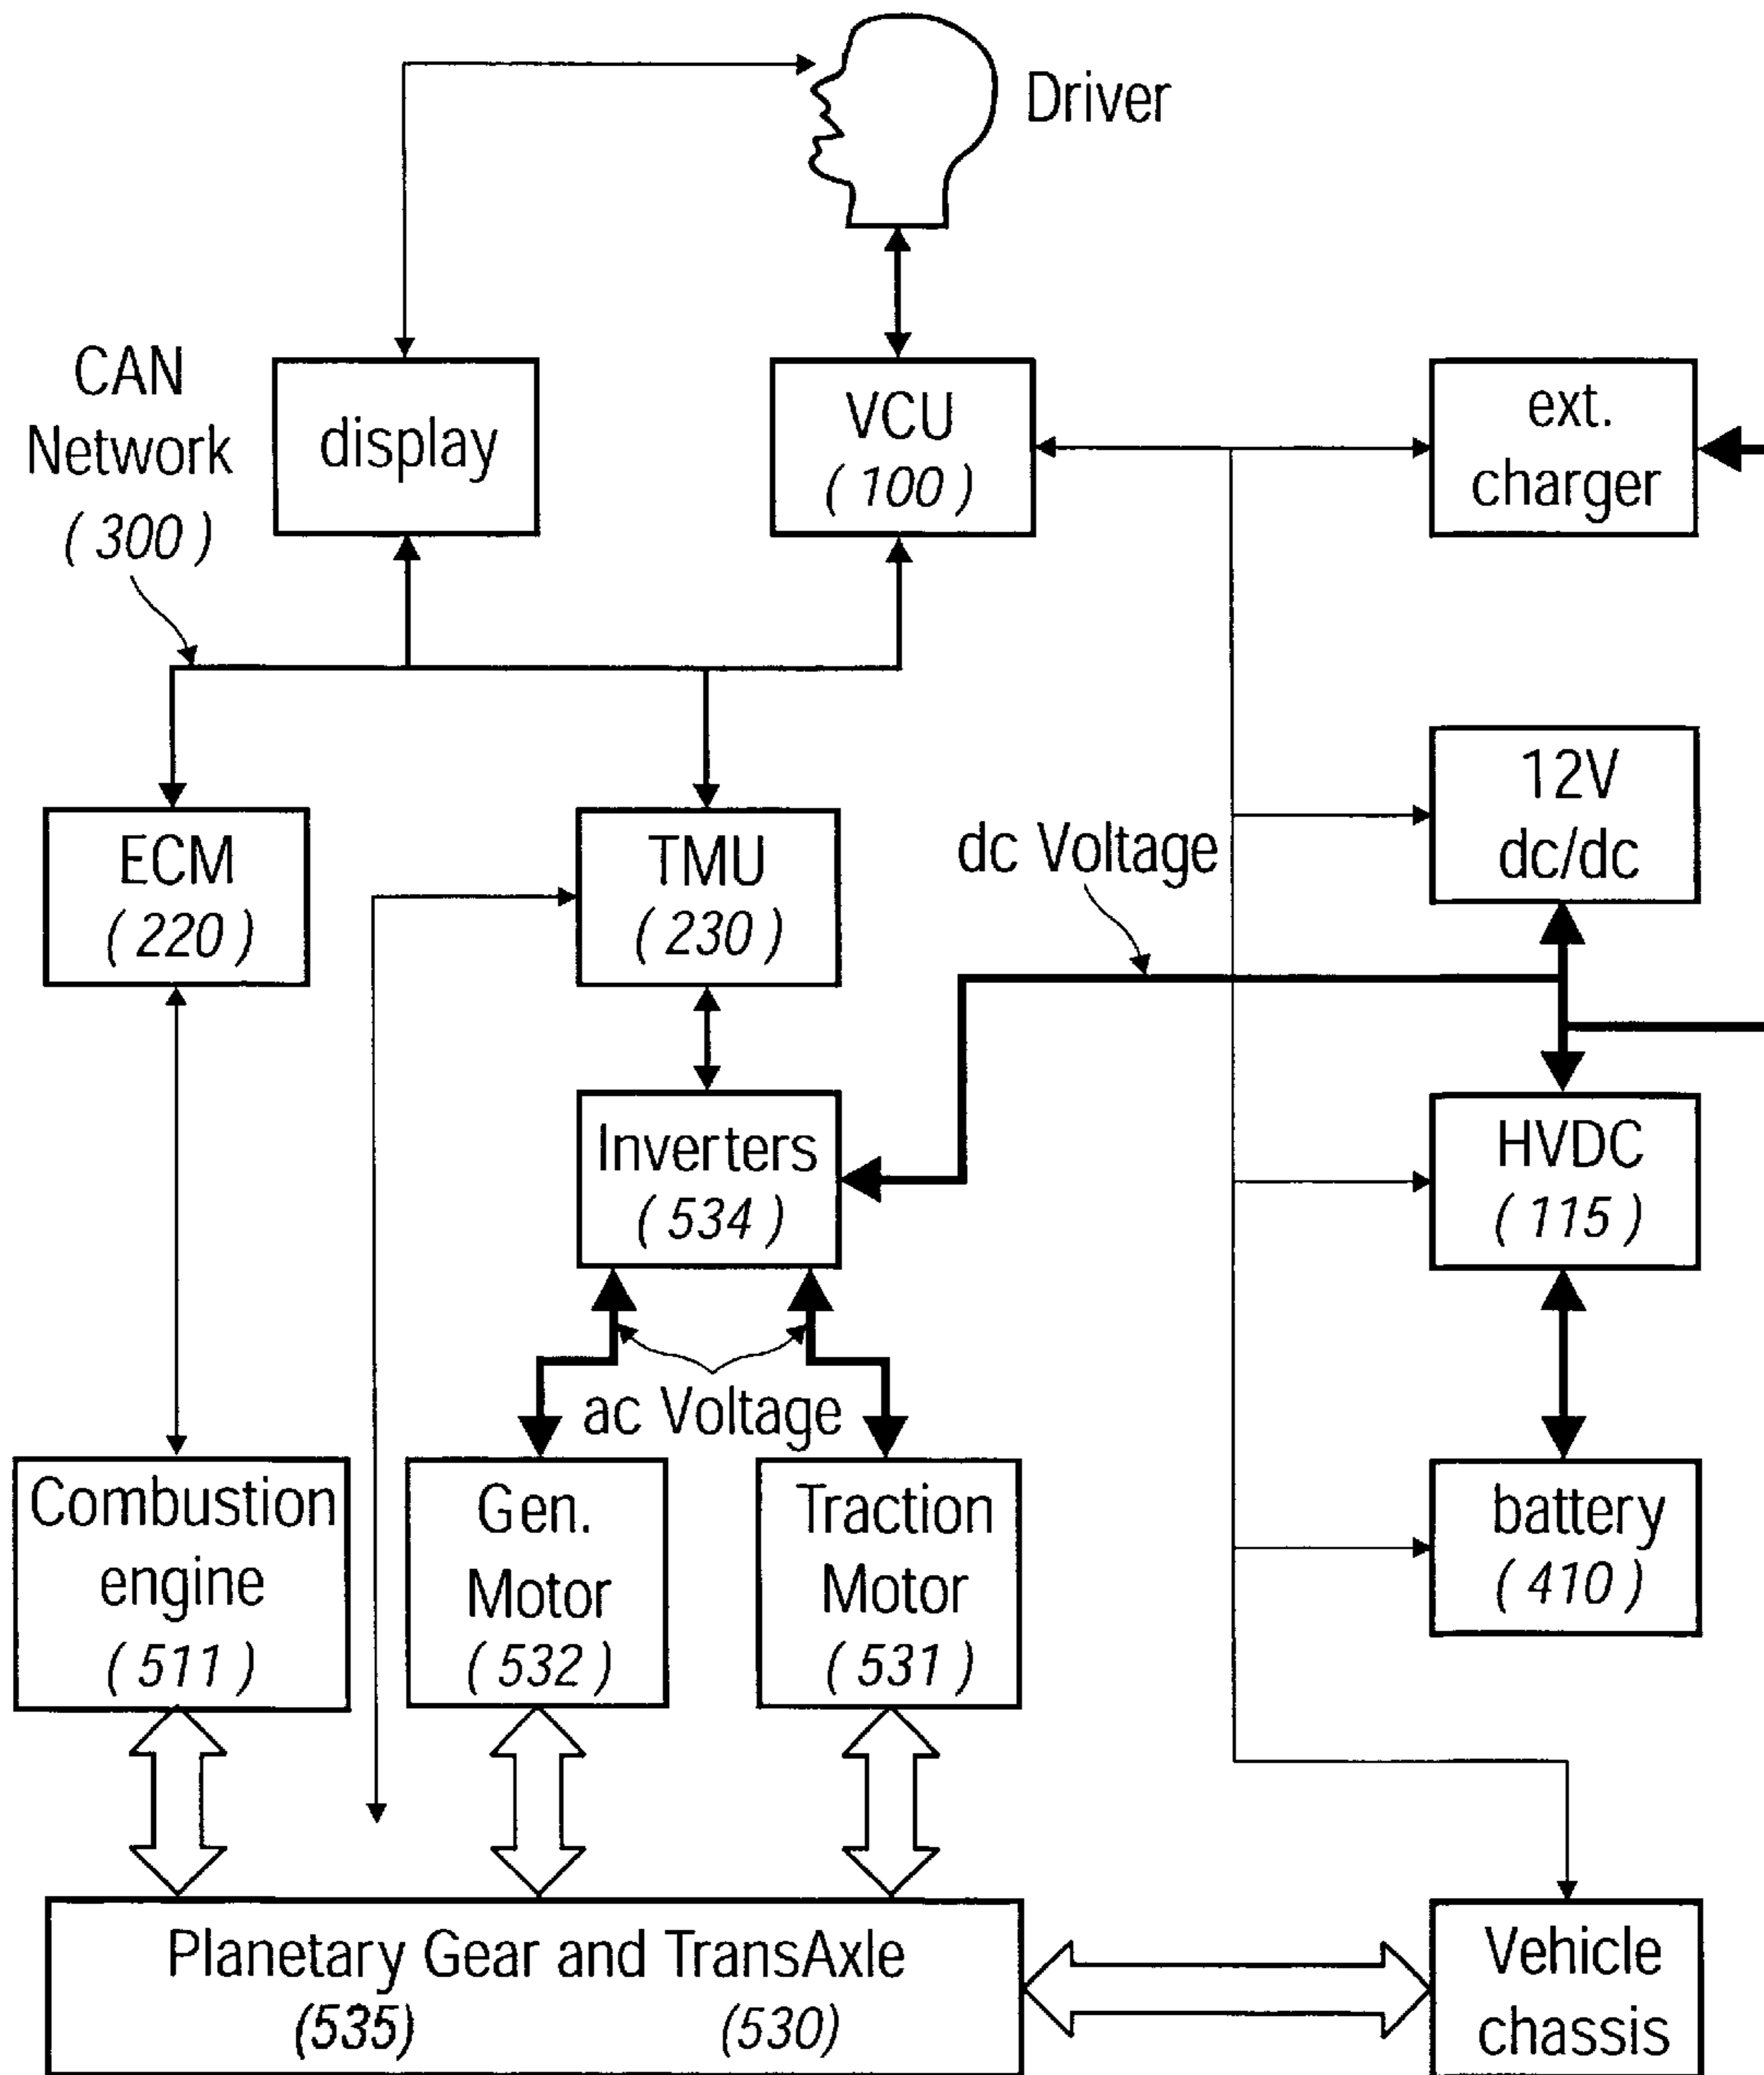 Driver
CAN
Network
( 300 )
display
VCU
( 100 )
ext.
charger
12V
dc/dc
ECM
( 220 )
TMU
( 230 )
dc Voltage
Inverters
( 534 )
HVDC
( 115 )
ac Voltage
Combustion
engine
( 511 )
Gen.
Motor
( 532 )
Traction
Motor
( 531 )
battery
( 410 )
Planetary Gear and TransAxle
(535) (530)
Vehicle
chassis